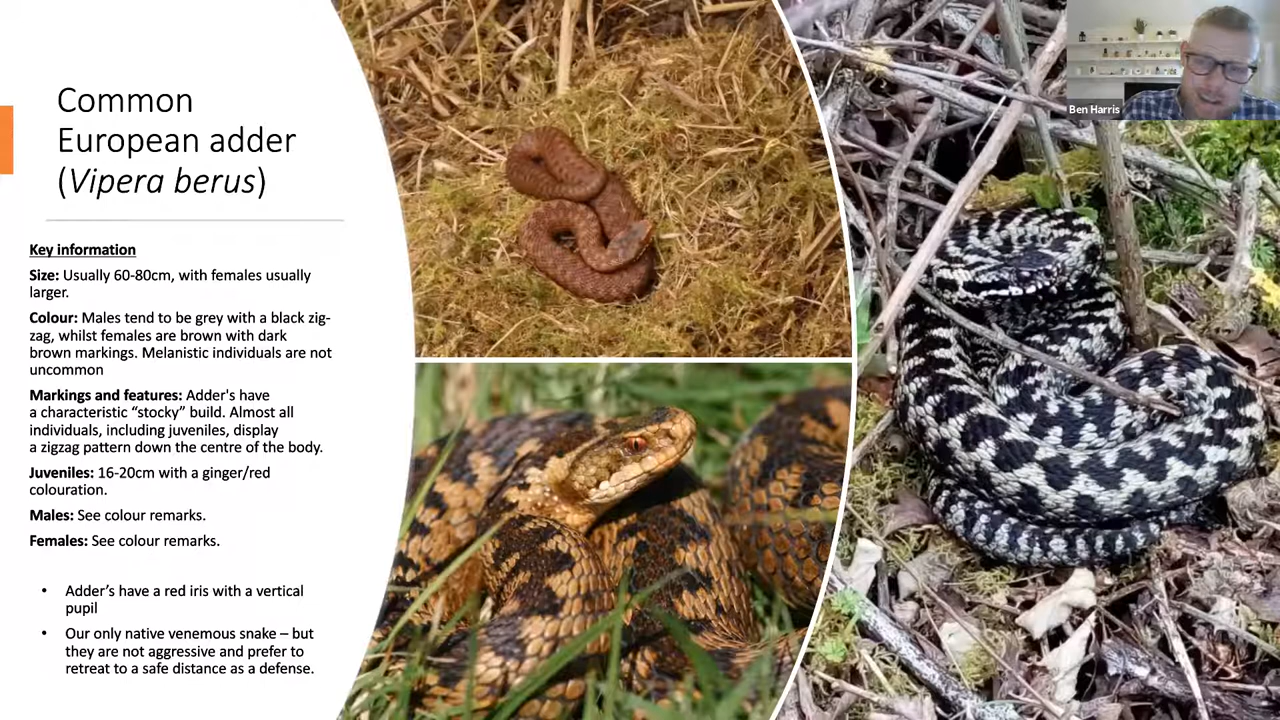 Common
European adder
(Vipera berus)
Key information
Size: Usually 60-80cm, with females usually
larger.
Colour: Males tend to be grey with a black zig-
zag, whilst females are brown with dark
brown markings. Melanistic individuals are not
uncommon
Markings and features: Adder's have
a characteristic “stocky” build. Almost all
individuals, including juveniles, display
a zigzag pattern down the centre of the body.
Juveniles: 16-20cm with a ginger/red
colouration.
Males: See colour remarks.
Females: See colour remarks.
• Adder’s have a red iris with a vertical
pupil
• Our only native venemous snake – but
they are not aggressive and prefer to
retreat to a safe distance as a defense.
Ben Harris